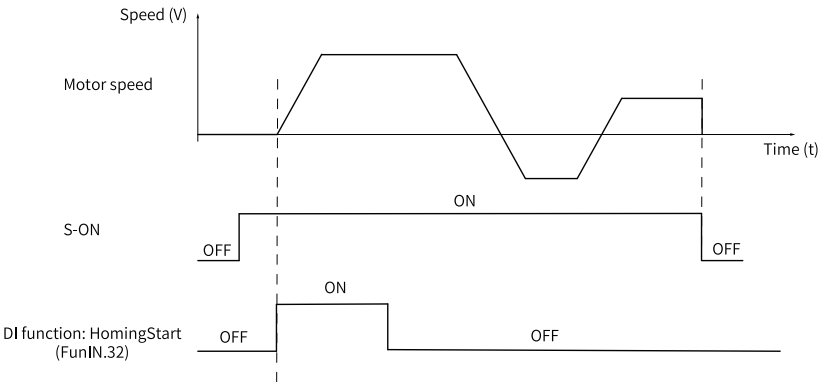 Speed (V)
Motor speed
Time (t)
ON
S-ON
OFF
OFF
ON
DI function: HomingStart
(FunIN.32)
OFF
OFF